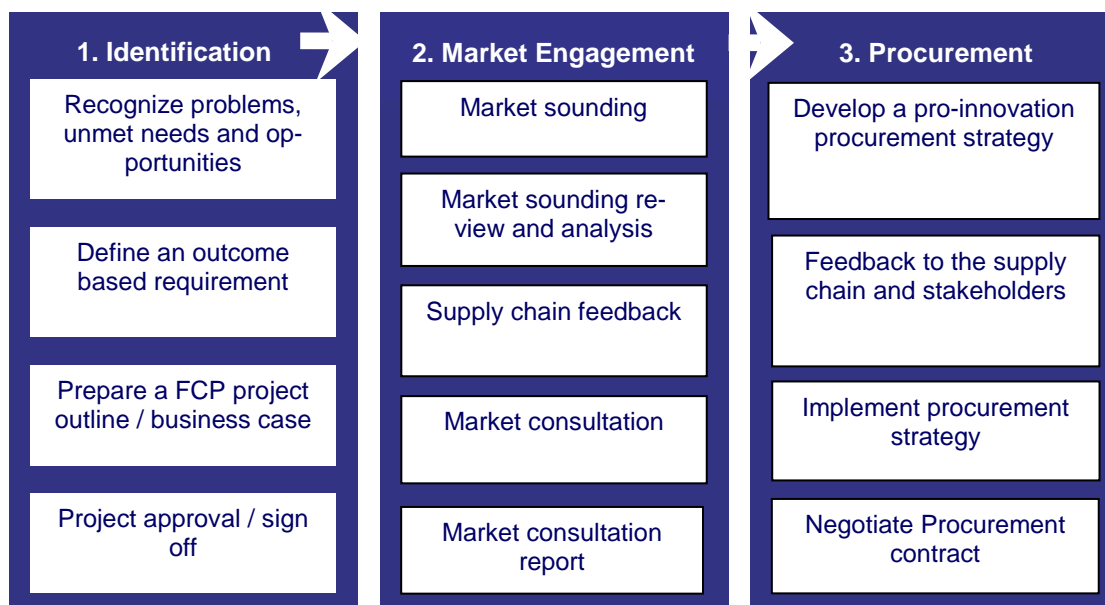 1. Identification
Recognize problems,
unmet needs and op-
portunities
Define an outcome
based requirement
Prepare a FCP project
outline / business case
Project approval / sign
off
2. Market Engagement
Market sounding
Market sounding re-
view and analysis
Supply chain feedback
Market consultation
Market consultation
report
3. Procurement
Develop a pro-innovation
procurement strategy
Feedback to the supply
chain and stakeholders
Implement procurement
strategy
Negotiate Procurement
contract